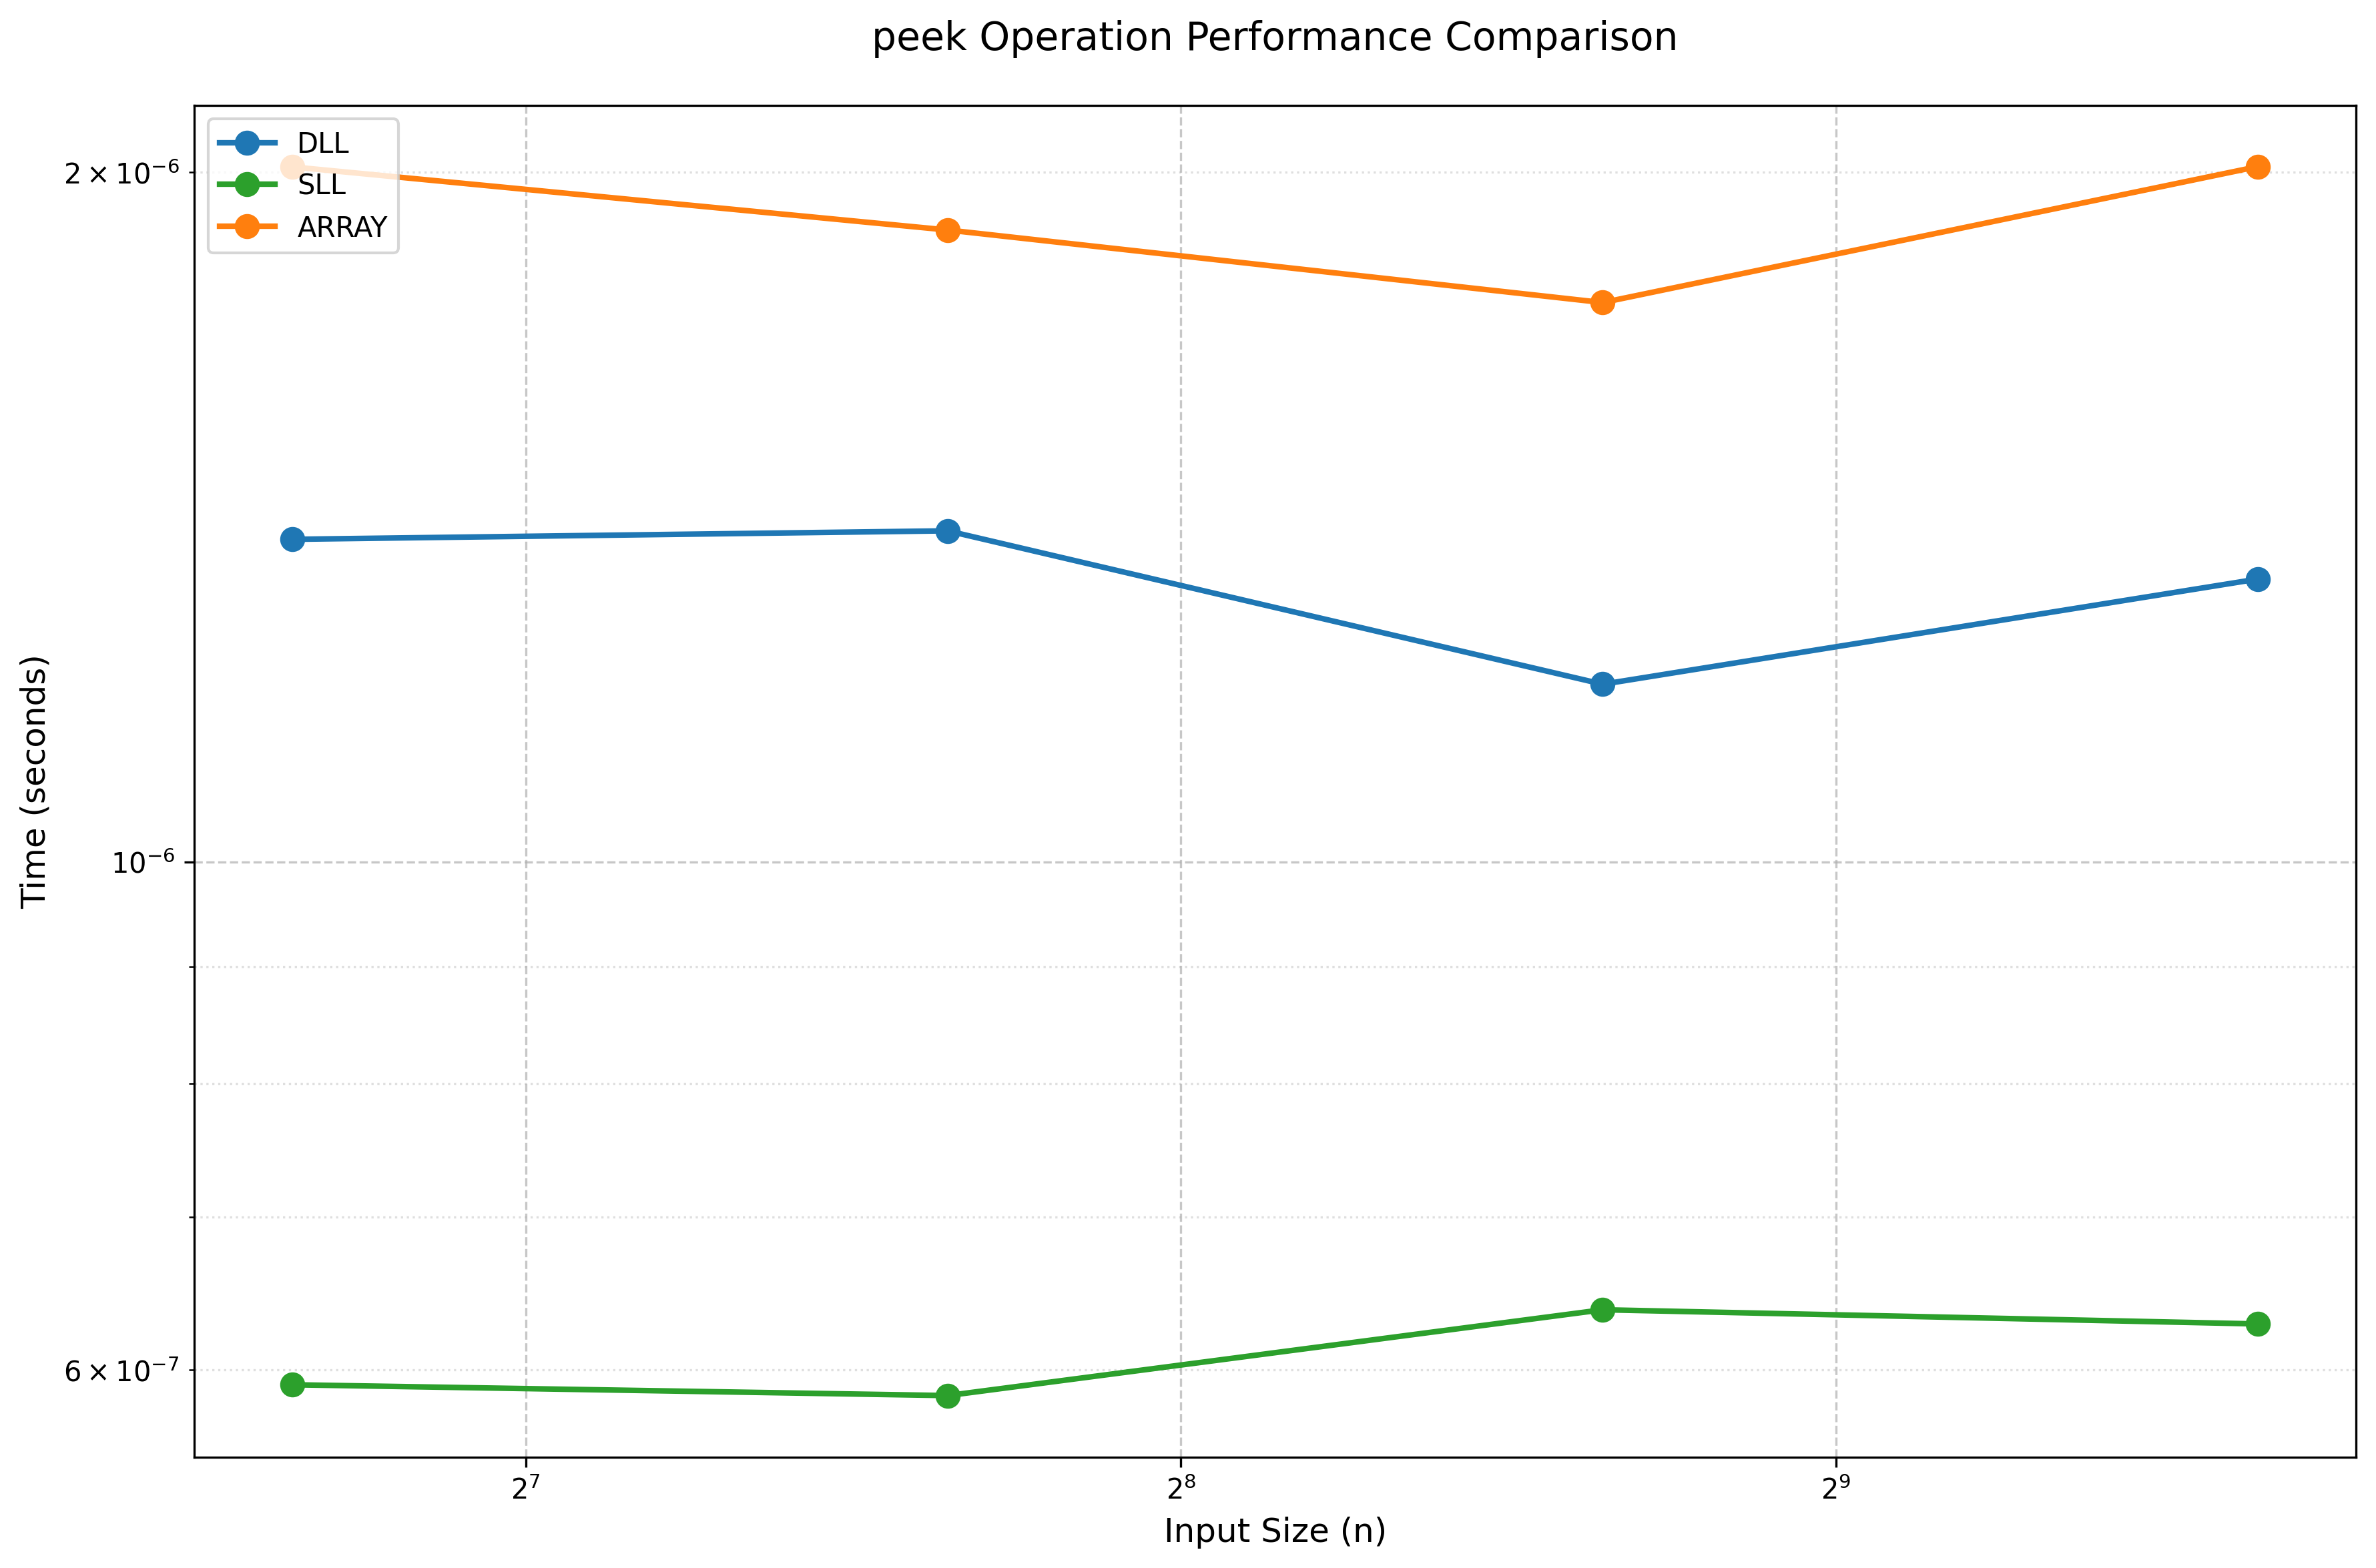 peek Operation Performance Comparison
DLL
SLL
ARRAY
2 × 10⁻⁶
10⁻⁶
6 × 10⁻⁷
Time (seconds)
2⁷ 2⁸ 2⁹
Input Size (n)